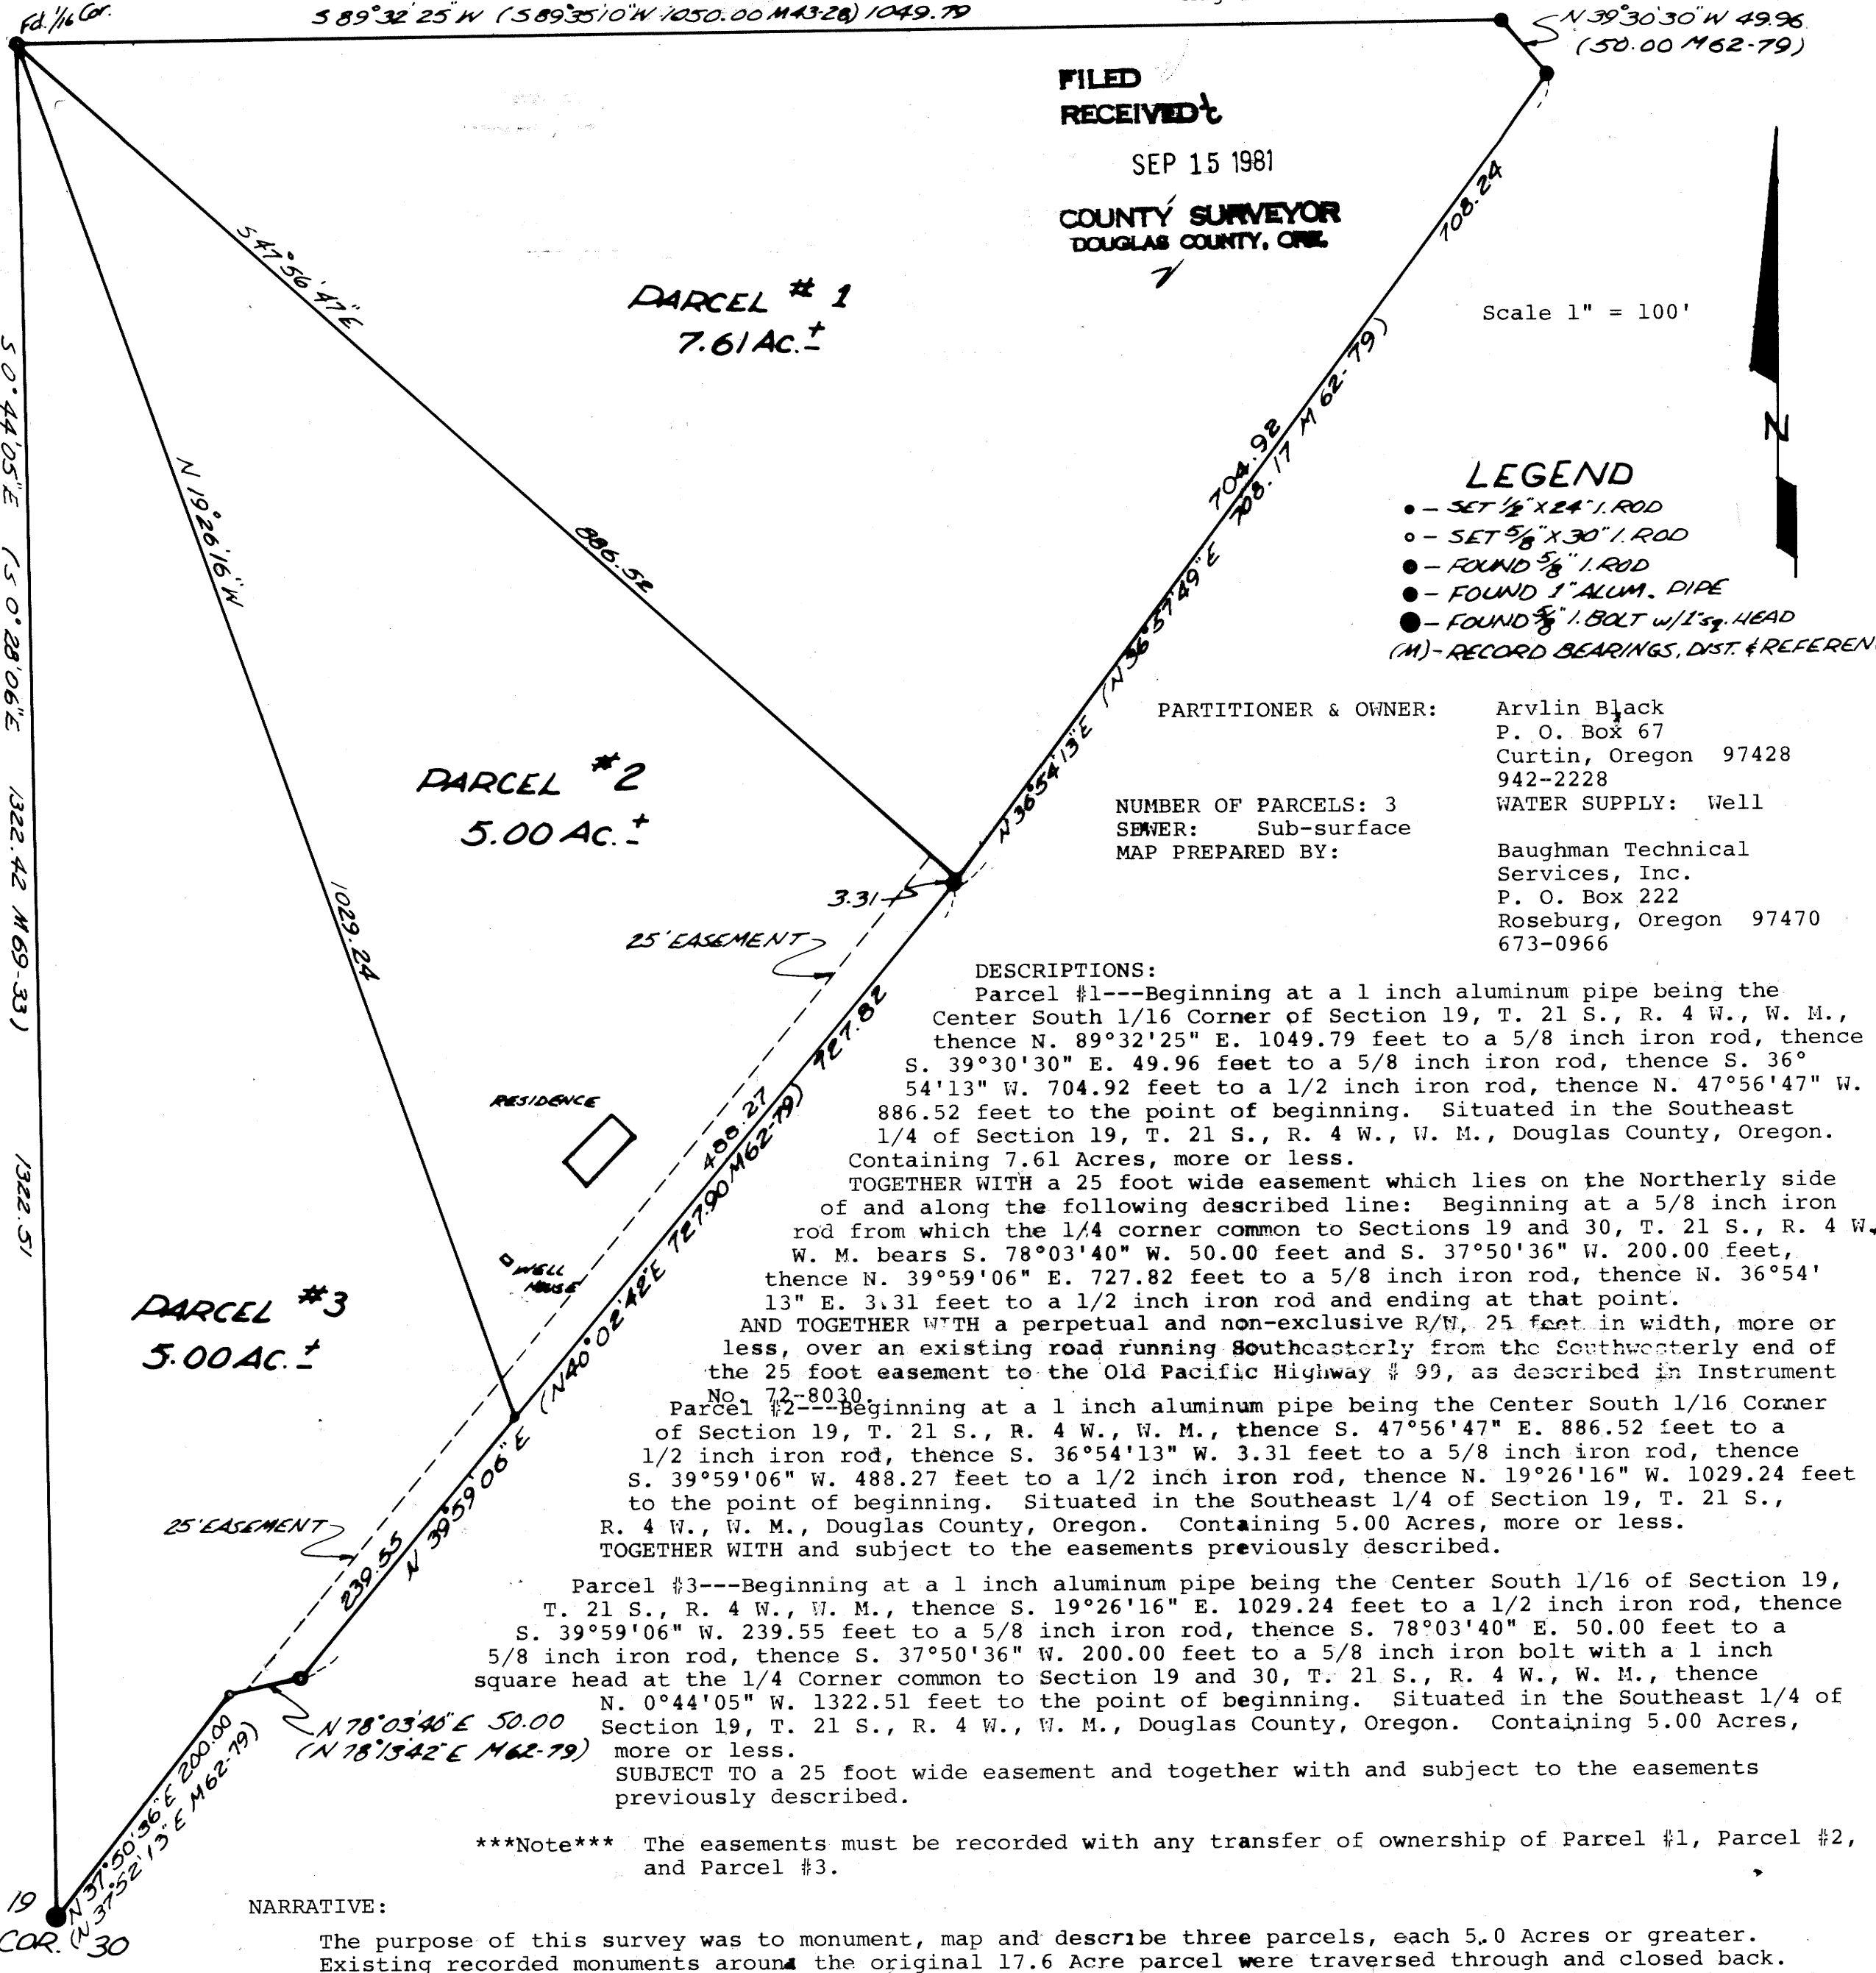 Fd. 1/16 Cor.
S 89°32'25"W (S 89°35'10"W 1050.00 M43-28) 1049.79
N 39°30'30"W 49.96
(50.00 M62-79)
FILED
RECEIVED
SEP 15 1981
COUNTY SURVEYOR
DOUGLAS COUNTY, ORE.
708.24
S 47°56'47"E
886.52
PARCEL #1
7.61 AC.±
Scale 1" = 100'
N
704.92
(N 36°57'49"E 708.17 M 62-79)
N 36°54'13"E
LEGEND
• - SET 1/2" X 24" I. ROD
o - SET 5/8" X 30" I. ROD
● - FOUND 5/8" I. ROD
● - FOUND 1" ALUM. PIPE
● - FOUND 5/8" I. BOLT w/1" sq. HEAD
(M) - RECORD BEARINGS, DIST. & REFEREN
S 0°44'05"E (S 0°28'06"E 1322.42 M69-33) 1322.51
N 19°26'16"W
1029.24
PARCEL #2
5.00 AC.±
PARTITIONER & OWNER: Arvlin Black
P. O. Box 67
Curtin, Oregon 97428
942-2228
NUMBER OF PARCELS: 3 WATER SUPPLY: Well
SEWER: Sub-surface
MAP PREPARED BY: Baughman Technical
Services, Inc.
P. O. Box 222
Roseburg, Oregon 97470
673-0966
3.31
25' EASEMENT
727.82
488.27
(N40°02'42"E 727.90 M62-79)
RESIDENCE
WELL
HOUSE
PARCEL #3
5.00 AC.±
25' EASEMENT
239.55
N 39°59'06"E
N 78°03'40"E 50.00
(N 78°13'42"E M62-79)
N 37°50'36"E 200.00
(N 37°52'13"E M62-79)
19
COR. 30
DESCRIPTIONS:
Parcel #1---Beginning at a 1 inch aluminum pipe being the
Center South 1/16 Corner of Section 19, T. 21 S., R. 4 W., W. M.,
thence N. 89°32'25" E. 1049.79 feet to a 5/8 inch iron rod, thence
S. 39°30'30" E. 49.96 feet to a 5/8 inch iron rod, thence S. 36°
54'13" W. 704.92 feet to a 1/2 inch iron rod, thence N. 47°56'47" W.
886.52 feet to the point of beginning. Situated in the Southeast
1/4 of Section 19, T. 21 S., R. 4 W., W. M., Douglas County, Oregon.
Containing 7.61 Acres, more or less.
TOGETHER WITH a 25 foot wide easement which lies on the Northerly side
of and along the following described line: Beginning at a 5/8 inch iron
rod from which the 1/4 corner common to Sections 19 and 30, T. 21 S., R. 4 W.,
W. M. bears S. 78°03'40" W. 50.00 feet and S. 37°50'36" W. 200.00 feet,
thence N. 39°59'06" E. 727.82 feet to a 5/8 inch iron rod, thence N. 36°54'
13" E. 3.31 feet to a 1/2 inch iron rod and ending at that point.
AND TOGETHER WITH a perpetual and non-exclusive R/W, 25 feet in width, more or
less, over an existing road running Southeasterly from the Southwesterly end of
the 25 foot easement to the Old Pacific Highway # 99, as described in Instrument
No. 72-8030.
Parcel #2---Beginning at a 1 inch aluminum pipe being the Center South 1/16 Corner
of Section 19, T. 21 S., R. 4 W., W. M., thence S. 47°56'47" E. 886.52 feet to a
1/2 inch iron rod, thence S. 36°54'13" W. 3.31 feet to a 5/8 inch iron rod, thence
S. 39°59'06" W. 488.27 feet to a 1/2 inch iron rod, thence N. 19°26'16" W. 1029.24 feet
to the point of beginning. Situated in the Southeast 1/4 of Section 19, T. 21 S.,
R. 4 W., W. M., Douglas County, Oregon. Containing 5.00 Acres, more or less.
TOGETHER WITH and subject to the easements previously described.
Parcel #3---Beginning at a 1 inch aluminum pipe being the Center South 1/16 of Section 19,
T. 21 S., R. 4 W., W. M., thence S. 19°26'16" E. 1029.24 feet to a 1/2 inch iron rod, thence
S. 39°59'06" W. 239.55 feet to a 5/8 inch iron rod, thence S. 78°03'40" E. 50.00 feet to a
5/8 inch iron rod, thence S. 37°50'36" W. 200.00 feet to a 5/8 inch iron bolt with a 1 inch
square head at the 1/4 Corner common to Section 19 and 30, T. 21 S., R. 4 W., W. M., thence
N. 0°44'05" W. 1322.51 feet to the point of beginning. Situated in the Southeast 1/4 of
Section 19, T. 21 S., R. 4 W., W. M., Douglas County, Oregon. Containing 5.00 Acres,
more or less.
SUBJECT TO a 25 foot wide easement and together with and subject to the easements
previously described.
***Note*** The easements must be recorded with any transfer of ownership of Parcel #1, Parcel #2,
and Parcel #3.
NARRATIVE:
The purpose of this survey was to monument, map and describe three parcels, each 5.0 Acres or greater.
Existing recorded monuments around the original 17.6 Acre parcel were traversed through and closed back.